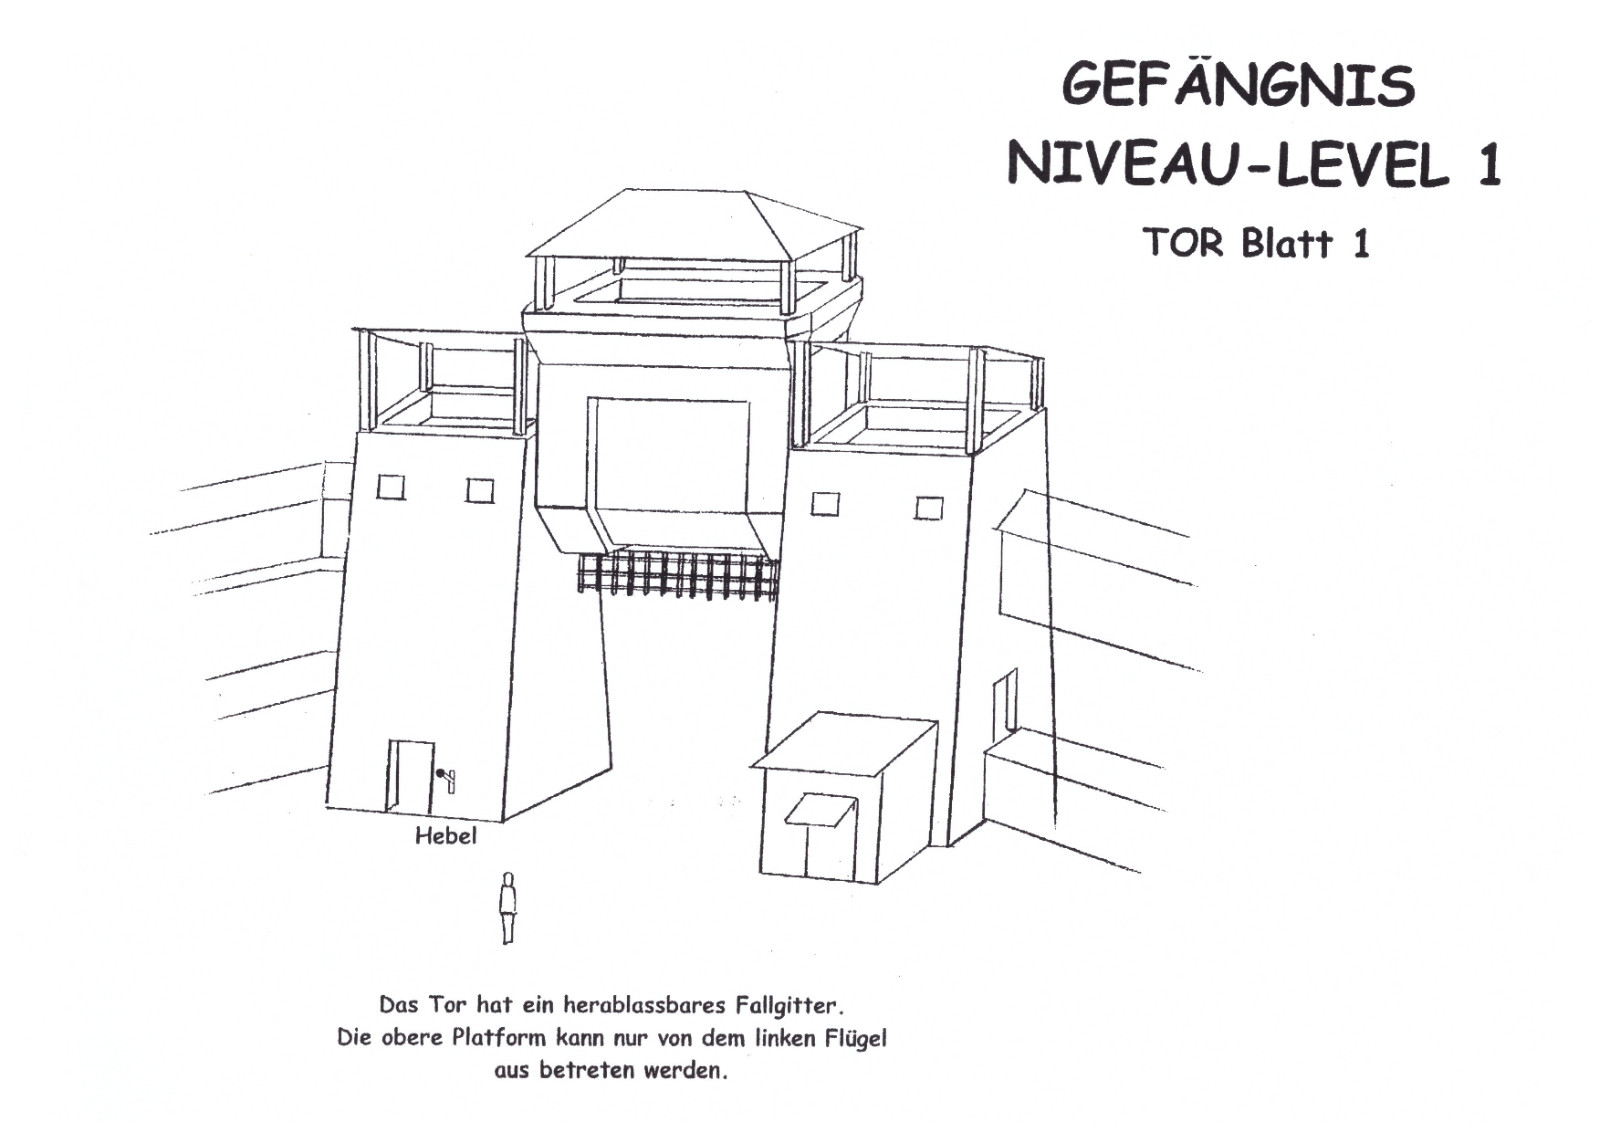 GEFÄNGNIS
NIVEAU-LEVEL 1
TOR Blatt 1
Hebel
Das Tor hat ein herablassbares Fallgitter.
Die obere Platform kann nur von dem linken Flügel
aus betreten werden.